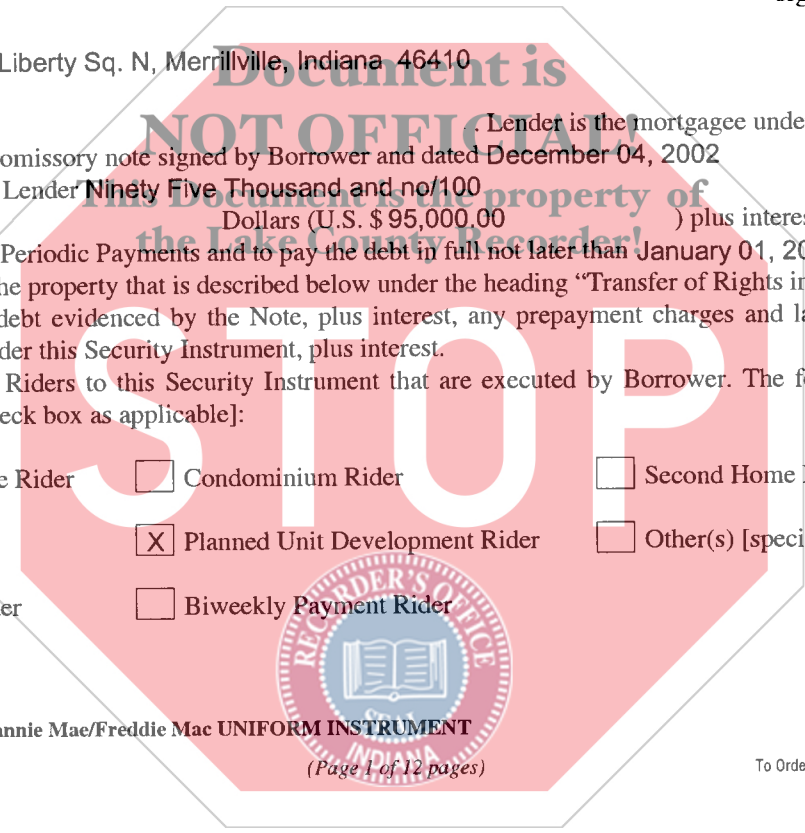 Liberty Sq. N, Merrillville, Indiana 46410
Document is
NOT OFFICIAL!
. Lender is the mortgagee unde
omissory note signed by Borrower and dated December 04, 2002
Lender Ninety Five Thousand and no/100
This Document is the property of
Dollars (U.S. $ 95,000.00 ) plus interes
the Lake County Recorder!
Periodic Payments and to pay the debt in full not later than January 01, 20
he property that is described below under the heading “Transfer of Rights in
debt evidenced by the Note, plus interest, any prepayment charges and la
der this Security Instrument, plus interest.
Riders to this Security Instrument that are executed by Borrower. The fo
eck box as applicable]:
STOP
e Rider Condominium Rider Second Home
X Planned Unit Development Rider Other(s) [speci
er Biweekly Payment Rider
RECORDER'S OFFICE
SEAL
INDIANA
annie Mae/Freddie Mac UNIFORM INSTRUMENT
(Page 1 of 12 pages)
To Orde